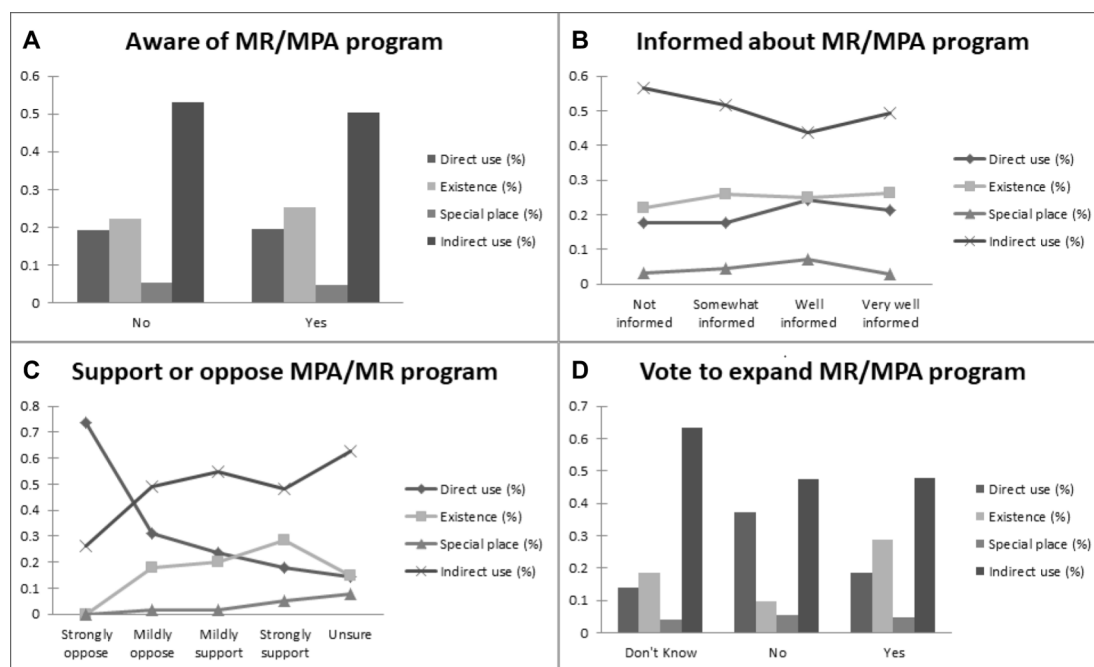 A
Aware of MR/MPA program
0.6
0.5
0.4
0.3
0.2
0.1
0
No
Yes
Direct use (%)
Existence (%)
Special place (%)
Indirect use (%)
B
Informed about MR/MPA program
0.6
0.5
0.4
0.3
0.2
0.1
0
Not
informed
Somewhat
informed
Well
informed
Very well
informed
Direct use (%)
Existence (%)
Special place (%)
Indirect use (%)
C
Support or oppose MPA/MR program
0.8
0.7
0.6
0.5
0.4
0.3
0.2
0.1
0
Strongly
oppose
Mildly
oppose
Mildly
support
Strongly
support
Unsure
Direct use (%)
Existence (%)
Special place (%)
Indirect use (%)
D
Vote to expand MR/MPA program
0.7
0.6
0.5
0.4
0.3
0.2
0.1
0
Don't Know
No
Yes
Direct use (%)
Existence (%)
Special place (%)
Indirect use (%)